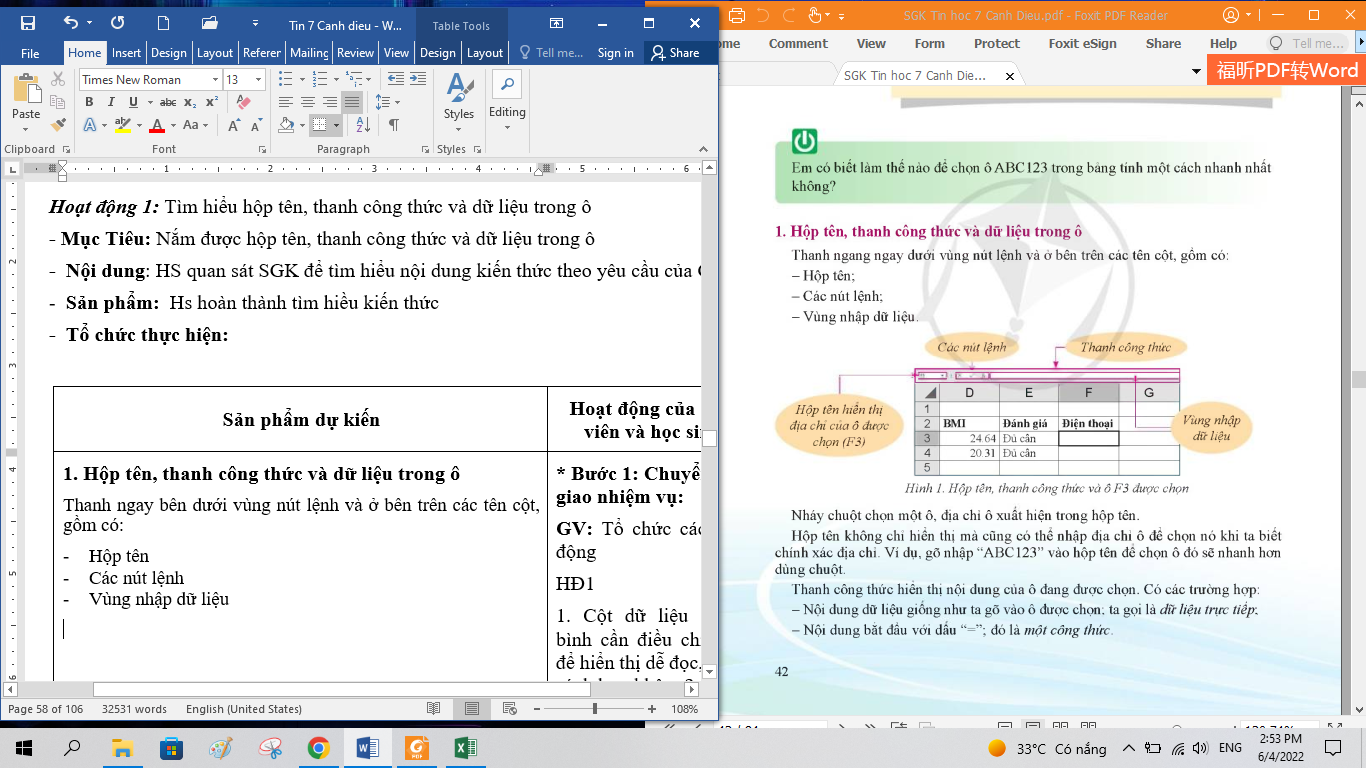 Tin 7 Canh dieu - W...
Table Tools
File
Home
Insert
Design
Layout
Referer
Mailing
Review
View
Design
Layout
Tell me...
Sign in
Share
Times New Roman
13
Paste
B I U abc x₂ x²
A aby A Aa A A
Styles
Editing
Clipboard
Font
Paragraph
Styles
1 2 3 4 5 6
Hoạt động 1: Tìm hiểu hộp tên, thanh công thức và dữ liệu trong ô
- Mục Tiêu: Nắm được hộp tên, thanh công thức và dữ liệu trong ô
- Nội dung: HS quan sát SGK để tìm hiểu nội dung kiến thức theo yêu cầu của
- Sản phẩm: Hs hoàn thành tìm hiều kiến thức
- Tổ chức thực hiện:
Sản phẩm dự kiến
Hoạt động của
viên và học si
1. Hộp tên, thanh công thức và dữ liệu trong ô
Thanh ngay bên dưới vùng nút lệnh và ở bên trên các tên cột,
gồm có:
- Hộp tên
- Các nút lệnh
- Vùng nhập dữ liệu
* Bước 1: Chuyể
giao nhiệm vụ:
GV: Tổ chức các
động
HĐ1
1. Cột dữ liệu
bình cần điều ch
để hiển thị dễ đọc.
Page 58 of 106
32531 words
English (United States)
108%
SGK Tin hoc 7 Canh Dieu.pdf - Foxit PDF Reader
ome
Comment
View
Form
Protect
Foxit eSign
Share
Help
Tell me...
SGK Tin hoc 7 Canh Die...
福昕PDF转Word
Em có biết làm thế nào để chọn ô ABC123 trong bảng tính một cách nhanh nhất
không?
1. Hộp tên, thanh công thức và dữ liệu trong ô
Thanh ngang ngay dưới vùng nút lệnh và ở bên trên các tên cột, gồm có:
– Hộp tên;
– Các nút lệnh;
– Vùng nhập dữ liệu.
Các nút lệnh
Thanh công thức
Hộp tên hiển thị
địa chỉ của ô được
chọn (F3)
Vùng nhập
dữ liệu
D E F G
1
2 BMI Đánh giá Điện thoại
3 24.64 Đủ cân
4 20.31 Đủ cân
5
Hình 1. Hộp tên, thanh công thức và ô F3 được chọn
Nháy chuột chọn một ô, địa chỉ ô xuất hiện trong hộp tên.
Hộp tên không chỉ hiển thị mà cũng có thể nhập địa chỉ ô để chọn nó khi ta biết
chính xác địa chỉ. Ví dụ, gõ nhập “ABC123” vào hộp tên để chọn ô đó sẽ nhanh hơn
dùng chuột.
Thanh công thức hiển thị nội dung của ô đang được chọn. Có các trường hợp:
– Nội dung dữ liệu giống như ta gõ vào ô được chọn; ta gọi là dữ liệu trực tiếp.
– Nội dung bắt đầu với dấu “=”; đó là một công thức.
42
33°C Có nắng
ENG
2:53 PM
6/4/2022